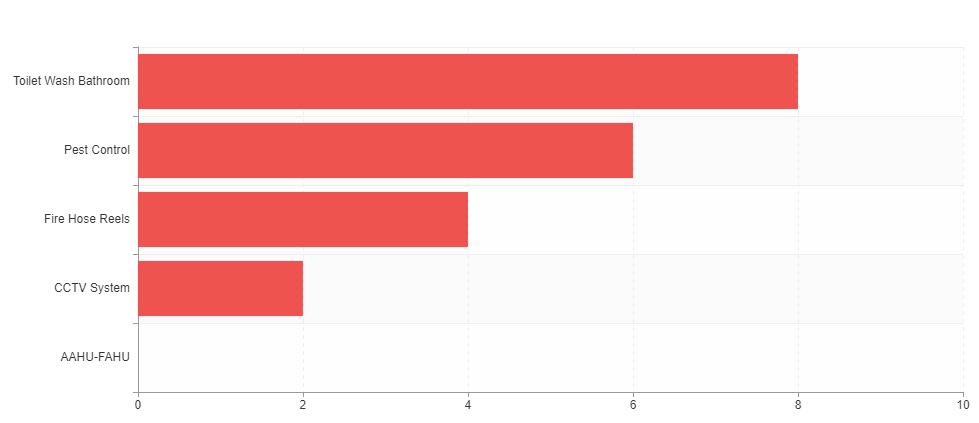 Toilet Wash Bathroom
Pest Control
Fire Hose Reels
CCTV System
AAHU-FAHU
0 2 4 6 8 10